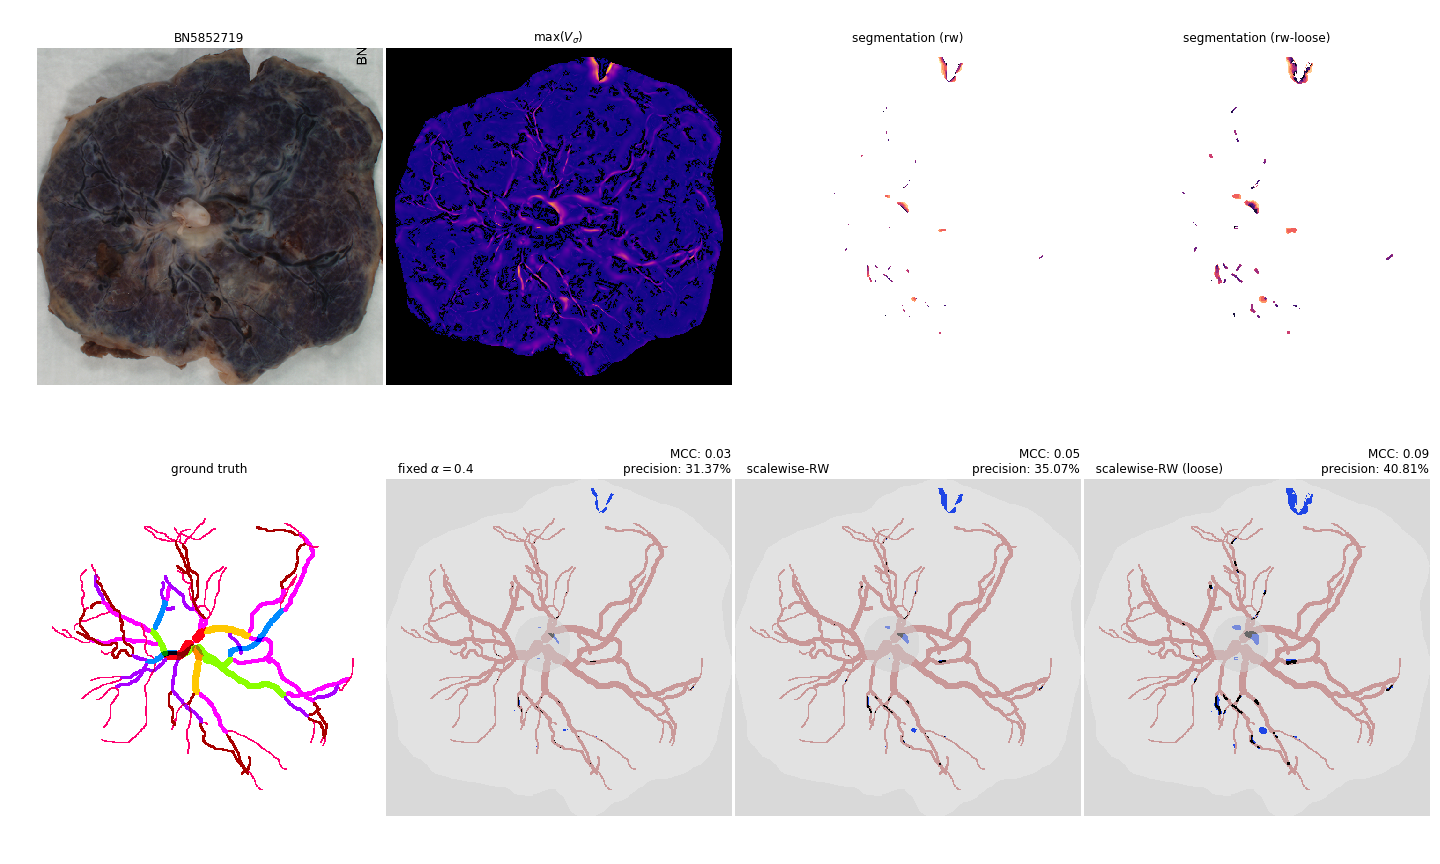 BN5852719
max(V_σ)
segmentation (rw)
segmentation (rw-loose)
BN
ground truth
fixed α = 0.4
MCC: 0.03
precision: 31.37%
scalewise-RW
MCC: 0.05
precision: 35.07%
scalewise-RW (loose)
MCC: 0.09
precision: 40.81%